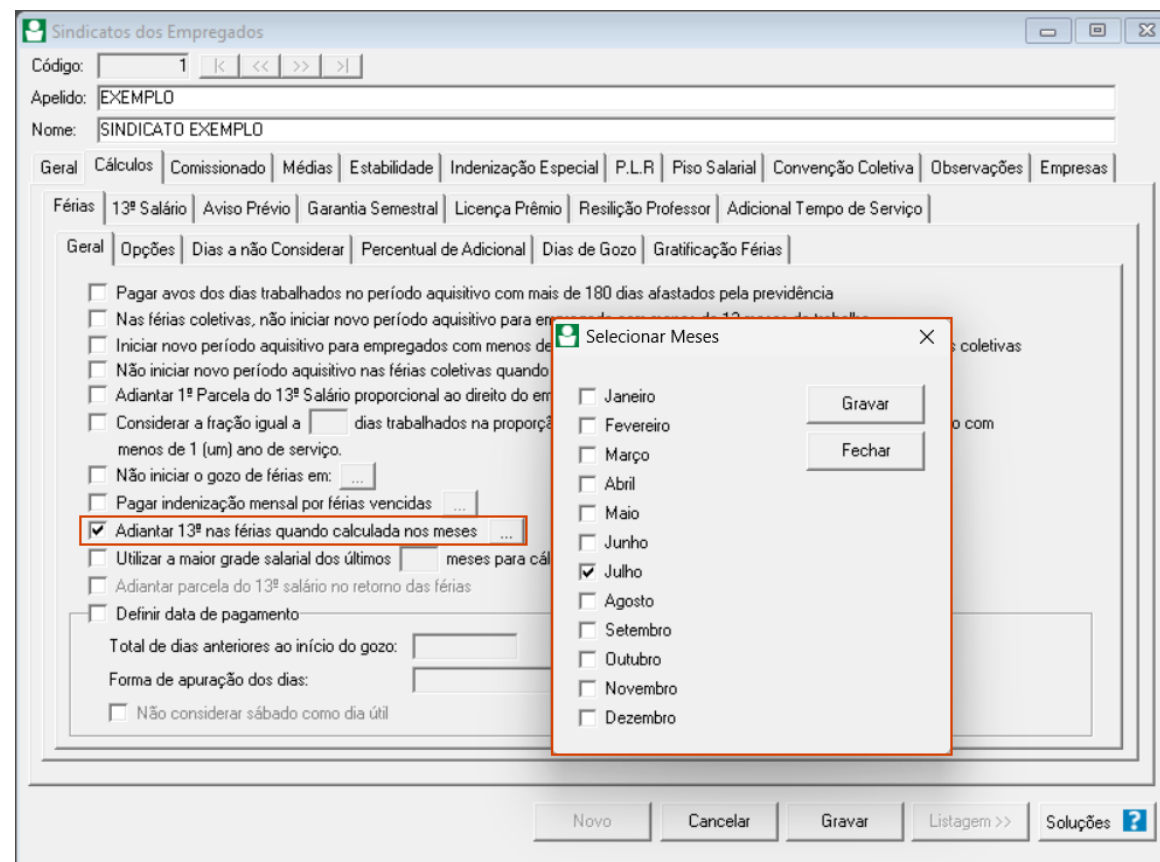 Sindicatos dos Empregados
Código: 1 |< << >> >|
Apelido: EXEMPLO
Nome: SINDICATO EXEMPLO
Geral Cálculos Comissionado Médias Estabilidade Indenização Especial P.L.R Piso Salarial Convenção Coletiva Observações Empresas
Férias 13º Salário Aviso Prévio Garantia Semestral Licença Prêmio Resilição Professor Adicional Tempo de Serviço
Geral Opções Dias a não Considerar Percentual de Adicional Dias de Gozo Gratificação Férias
Pagar avos dos dias trabalhados no período aquisitivo com mais de 180 dias afastados pela previdência
Nas férias coletivas, não iniciar novo período aquisitivo para
Iniciar novo período aquisitivo para empregados com menos de coletivas
Não iniciar novo período aquisitivo nas férias coletivas quando
Adiantar 1ª Parcela do 13º Salário proporcional ao direito do em
Considerar a fração igual a dias trabalhados na proporçã o com
menos de 1 (um) ano de serviço.
Não iniciar o gozo de férias em: ...
Pagar indenização mensal por férias vencidas ...
Adiantar 13º nas férias quando calculada nos meses ...
Utilizar a maior grade salarial dos últimos meses para cál
Adiantar parcela do 13º salário no retorno das férias
Definir data de pagamento
Total de dias anteriores ao início do gozo:
Forma de apuração dos dias:
Não considerar sábado como dia útil
Selecionar Meses
Janeiro
Fevereiro
Março
Abril
Maio
Junho
Julho
Agosto
Setembro
Outubro
Novembro
Dezembro
Gravar
Fechar
Novo Cancelar Gravar Listagem >> Soluções ?